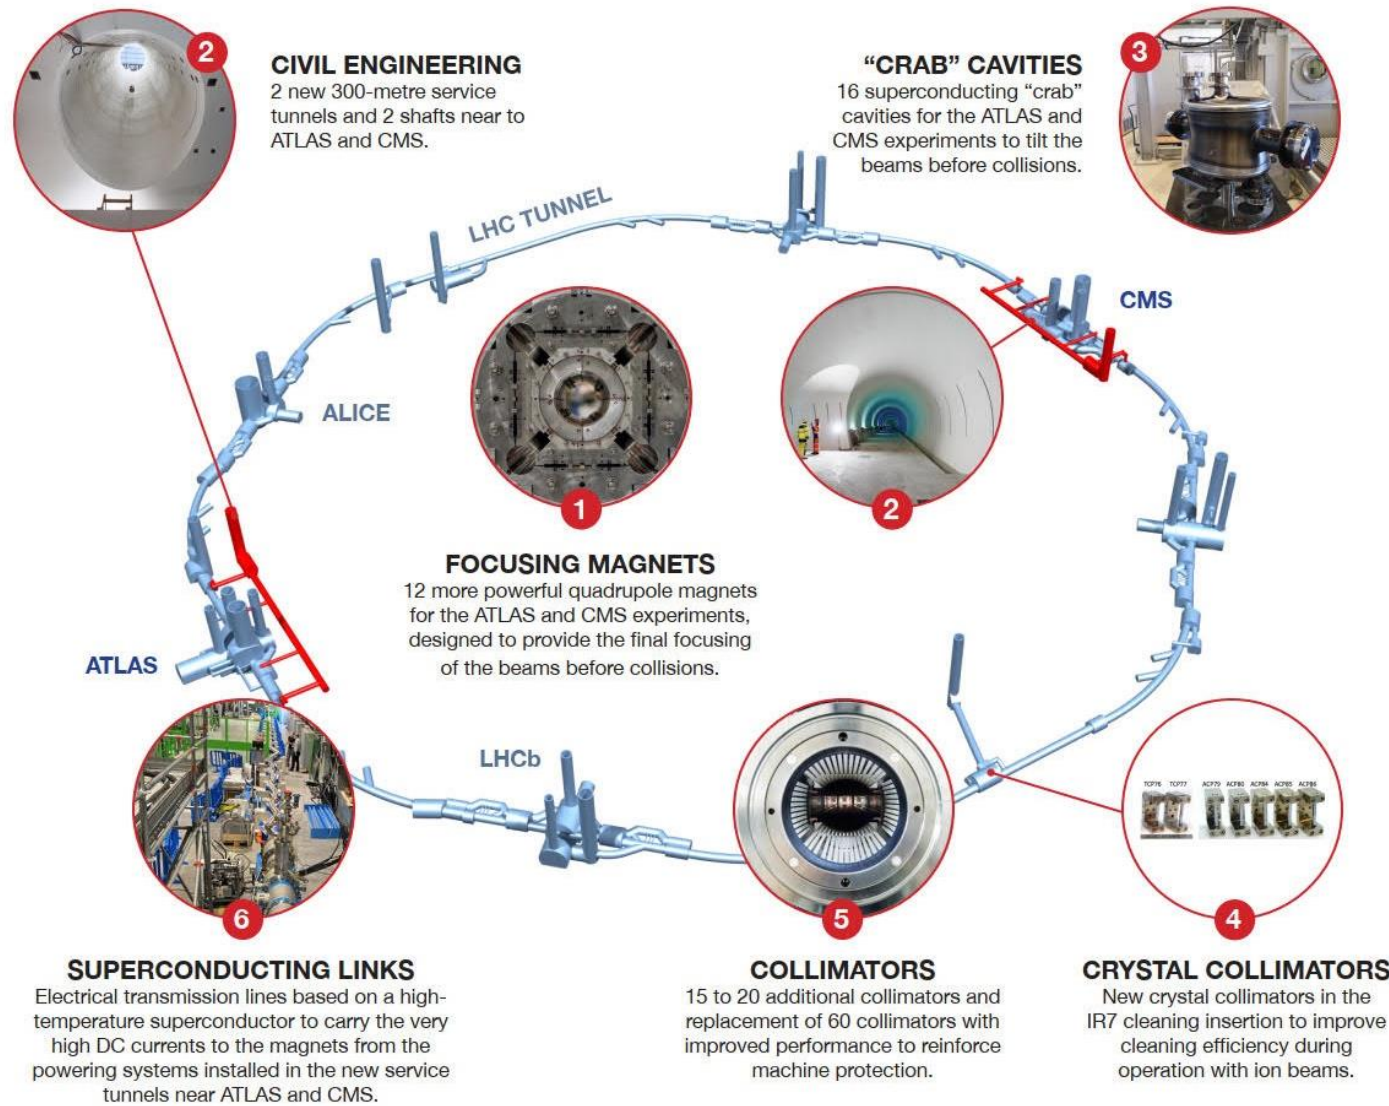 2
CIVIL ENGINEERING
2 new 300-metre service
tunnels and 2 shafts near to
ATLAS and CMS.
"CRAB" CAVITIES
16 superconducting "crab"
cavities for the ATLAS and
CMS experiments to tilt the
beams before collisions.
3
LHC TUNNEL
CMS
ALICE
1
2
FOCUSING MAGNETS
12 more powerful quadrupole magnets
for the ATLAS and CMS experiments,
designed to provide the final focusing
of the beams before collisions.
ATLAS
LHCb
TCP76 TCP77 ACP79 ACP80 ACP84 ACP85 ACP86
6
5
4
SUPERCONDUCTING LINKS
Electrical transmission lines based on a high-
temperature superconductor to carry the very
high DC currents to the magnets from the
powering systems installed in the new service
tunnels near ATLAS and CMS.
COLLIMATORS
15 to 20 additional collimators and
replacement of 60 collimators with
improved performance to reinforce
machine protection.
CRYSTAL COLLIMATORS
New crystal collimators in the
IR7 cleaning insertion to improve
cleaning efficiency during
operation with ion beams.